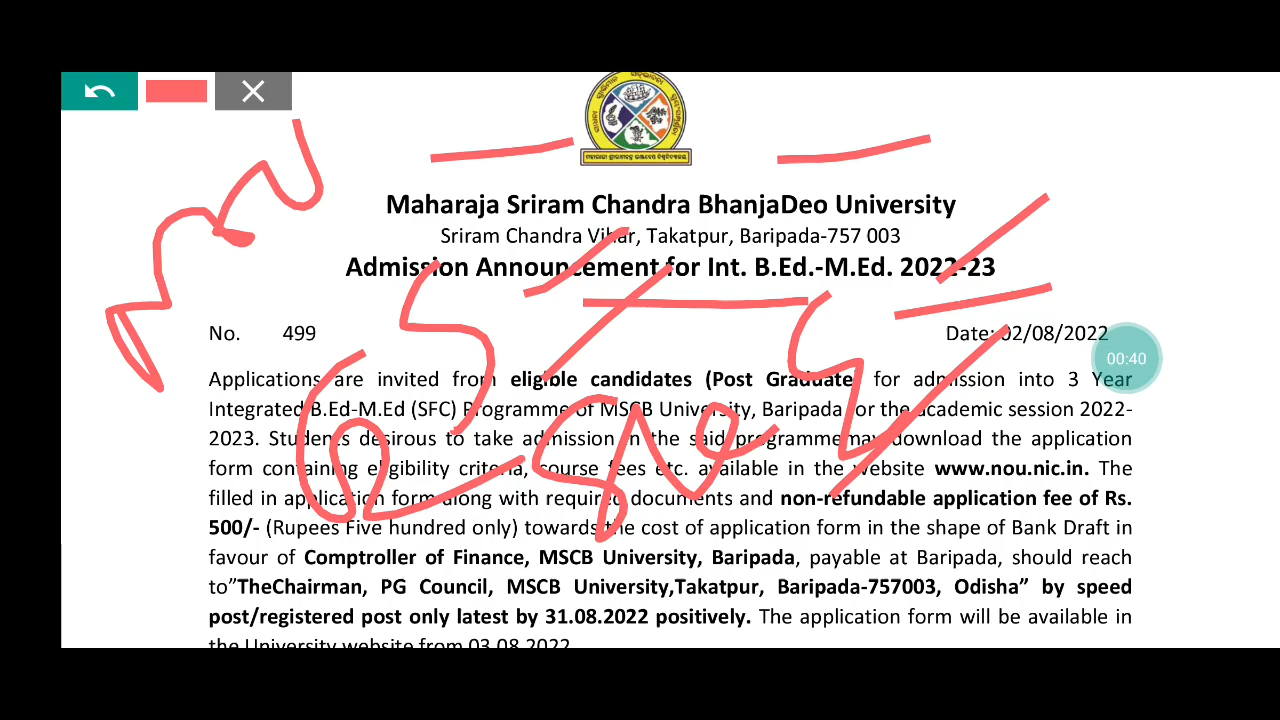 Maharaja Sriram Chandra BhanjaDeo University
Sriram Chandra Vihar, Takatpur, Baripada-757 003
Admission Announcement for Int. B.Ed.-M.Ed. 2022-23
No. 499 Date: 02/08/2022
00:40
Applications are invited from eligible candidates (Post Graduate) for admission into 3 Year
Integrated B.Ed-M.Ed (SFC) Programme of MSCB University, Baripada for the academic session 2022-
2023. Students desirous to take admission in the said programmemay download the application
form containing eligibility criteria, course fees etc. available in the website www.nou.nic.in. The
filled in application form along with required documents and non-refundable application fee of Rs.
500/- (Rupees Five hundred only) towards the cost of application form in the shape of Bank Draft in
favour of Comptroller of Finance, MSCB University, Baripada, payable at Baripada, should reach
to”TheChairman, PG Council, MSCB University,Takatpur, Baripada-757003, Odisha” by speed
post/registered post only latest by 31.08.2022 positively. The application form will be available in
the University website from 03.08.2022